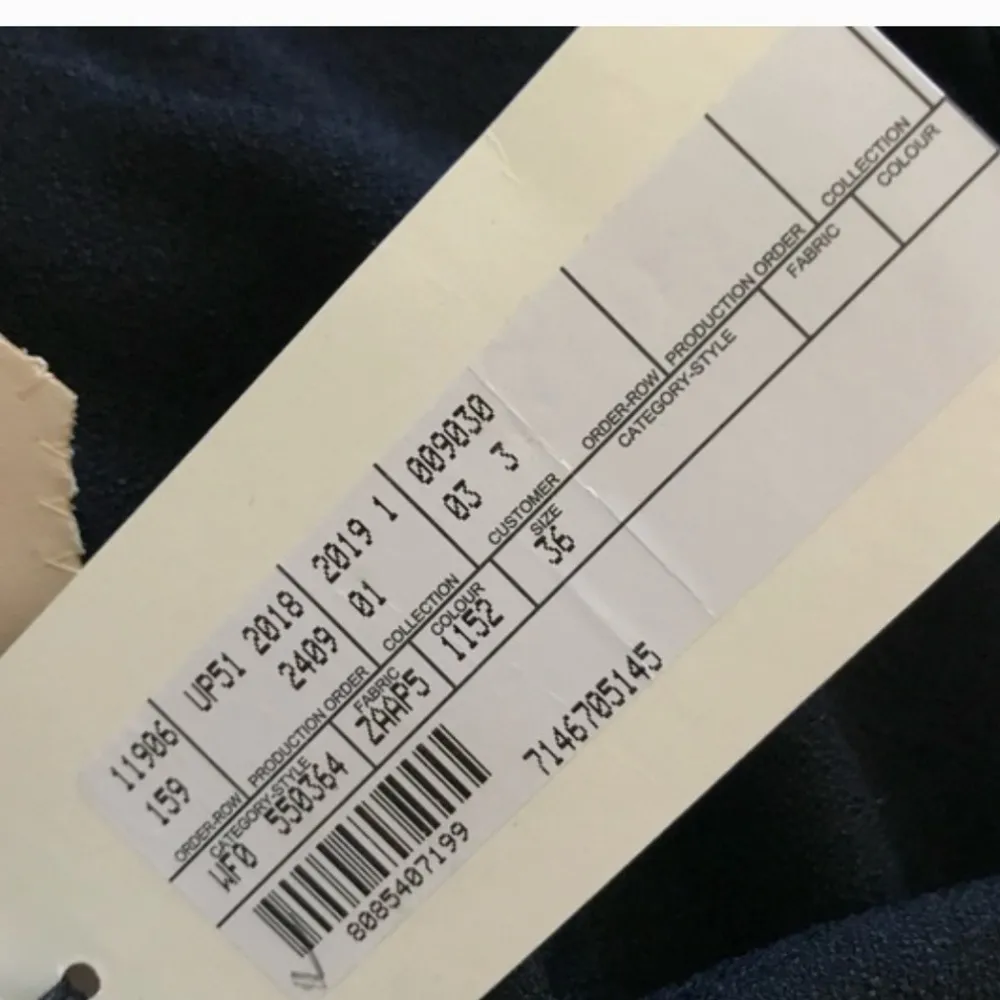 11906 UP51 2018 2019 1 009030
159 2409 01 03 3
ORDER-ROW PRODUCTION ORDER COLLECTION CUSTOMER ORDER-ROW PRODUCTION ORDER COLLECTION
CATEGORY-STYLE FABRIC COLOUR SIZE CATEGORY-STYLE FABRIC COLOUR
WF0 550364 ZAAP5 1152 36
7146705145
8085407199